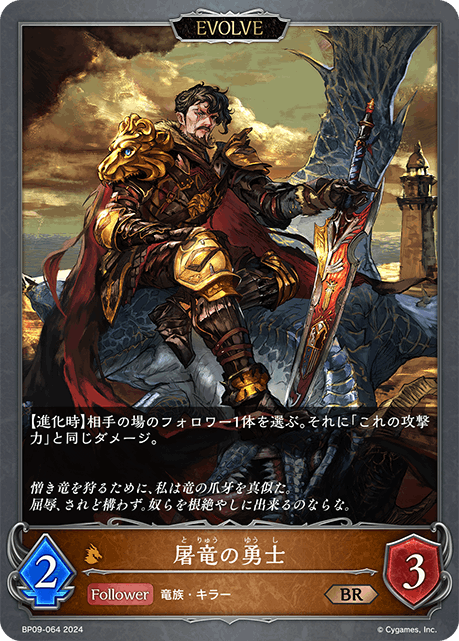 EVOLVE
【進化時】相手の場のフォロワー1体を選ぶ。それに「これの攻撃
力」と同じダメージ。
憎き竜を狩るために、私は竜の爪牙を真似た。
屈辱、されど構わず。奴らを根絶やしに出来るのならな。
と りゅう ゆう し
屠竜の勇士
2
Follower 竜族・キラー
BR
3
BP09-064 2024
© Cygames, Inc.